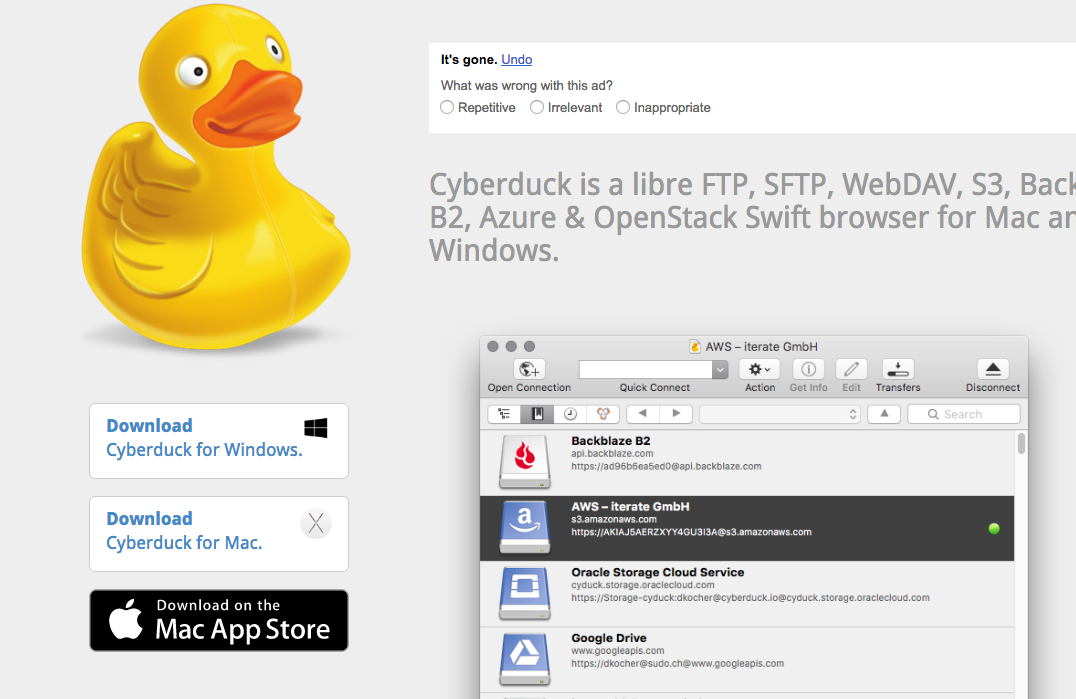 It's gone. Undo
What was wrong with this ad?
Repetitive Irrelevant Inappropriate
Cyberduck is a libre FTP, SFTP, WebDAV, S3,
B2, Azure & OpenStack Swift browser for Mac
Windows.
Download
Cyberduck for Windows.
Download
Cyberduck for Mac.
Download on the
Mac App Store
AWS – iterate GmbH
Open Connection Quick Connect Action Get Info Edit Transfers Disconnect
Search
Backblaze B2
api.backblaze.com
https://ad96b6ea5ed0@api.backblaze.com
AWS – iterate GmbH
s3.amazonaws.com
https://AKIAJ5AERZXYY4GU3I3A@s3.amazonaws.com
Oracle Storage Cloud Service
cyduck.storage.oraclecloud.com
https://Storage-cyduck:dkocher@cyberduck.io@cyduck.storage.oraclecloud.com
Google Drive
www.googleapis.com
https://dkocher@sudo.ch@www.googleapis.com